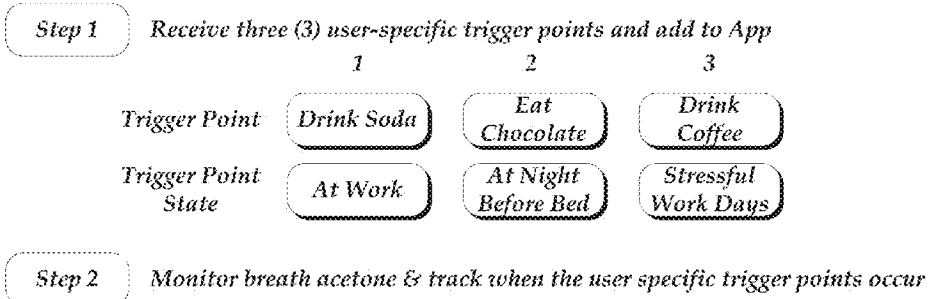 Step 1 Receive three (3) user-specific trigger points and add to App
1 2 3
Trigger Point Drink Soda Eat Chocolate Drink Coffee
Trigger Point State At Work At Night Before Bed Stressful Work Days
Step 2 Monitor breath acetone & track when the user specific trigger points occur